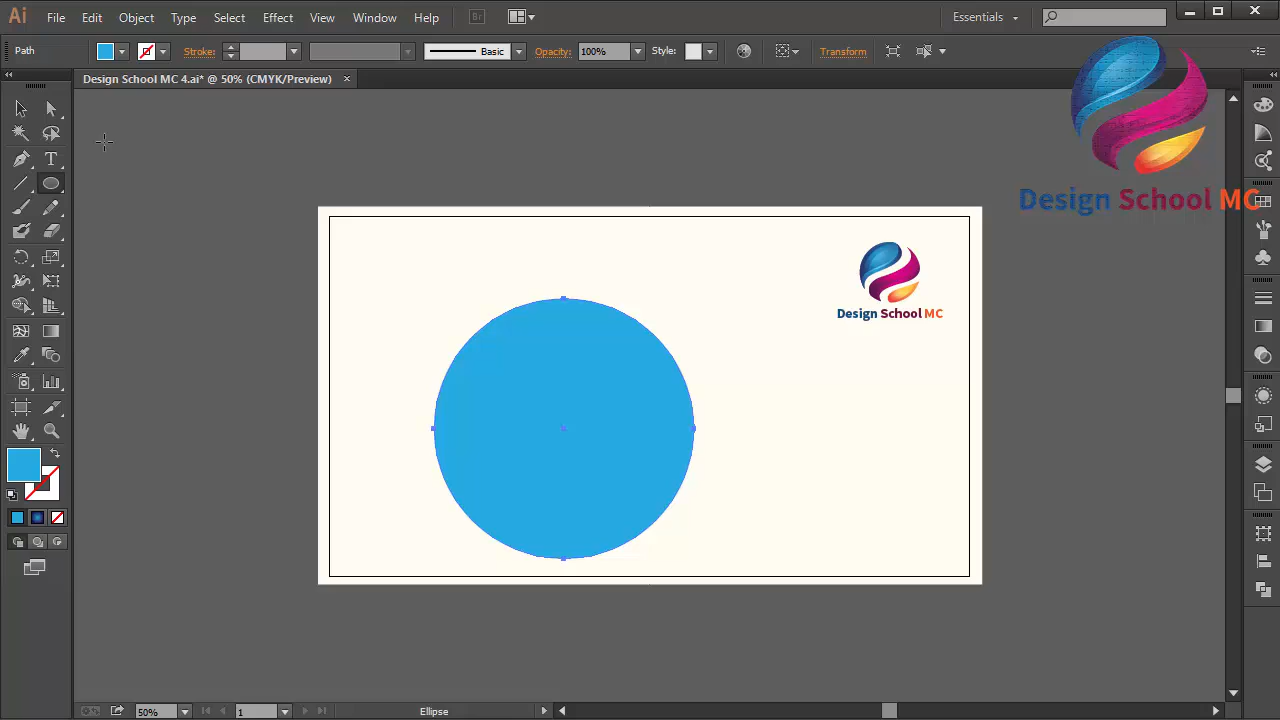 Ai File Edit Object Type Select Effect View Window Help Br Essentials
Path Stroke: Basic Opacity: 100% Style: Transform
Design School MC 4.ai* @ 50% (CMYK/Preview) ×
Design School MC
Design School MC
50% 1 Ellipse